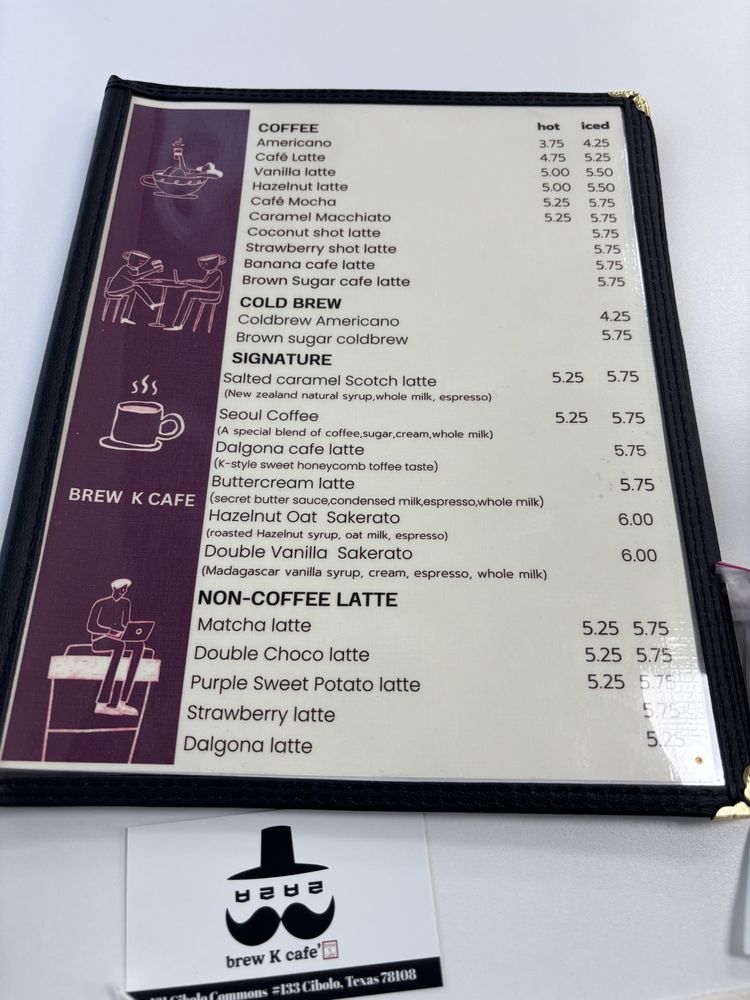 COFFEE hot iced
Americano 3.75 4.25
Café Latte 4.75 5.25
Vanilla latte 5.00 5.50
Hazelnut latte 5.00 5.50
Café Mocha 5.25 5.75
Caramel Macchiato 5.25 5.75
Coconut shot latte 5.75
Strawberry shot latte 5.75
Banana cafe latte 5.75
Brown Sugar cafe latte 5.75
COLD BREW
Coldbrew Americano 4.25
Brown sugar coldbrew 5.75
SIGNATURE
Salted caramel Scotch latte 5.25 5.75
(New zealand natural syrup,whole milk, espresso)
Seoul Coffee 5.25 5.75
(A special blend of coffee,sugar,cream,whole milk)
Dalgona cafe latte 5.75
(K-style sweet honeycomb toffee taste)
Buttercream latte 5.75
(secret butter sauce,condensed milk,espresso,whole milk)
Hazelnut Oat Sakerato 6.00
(roasted Hazelnut syrup, oat milk, espresso)
Double Vanilla Sakerato 6.00
(Madagascar vanilla syrup, cream, espresso, whole milk)
NON-COFFEE LATTE
Matcha latte 5.25 5.75
Double Choco latte 5.25 5.75
Purple Sweet Potato latte 5.25 5.75
Strawberry latte 5.75
Dalgona latte 5.25
BREW K CAFE
브르브르
brew K cafe'
Cibolo Commons #133 Cibolo, Texas 78108